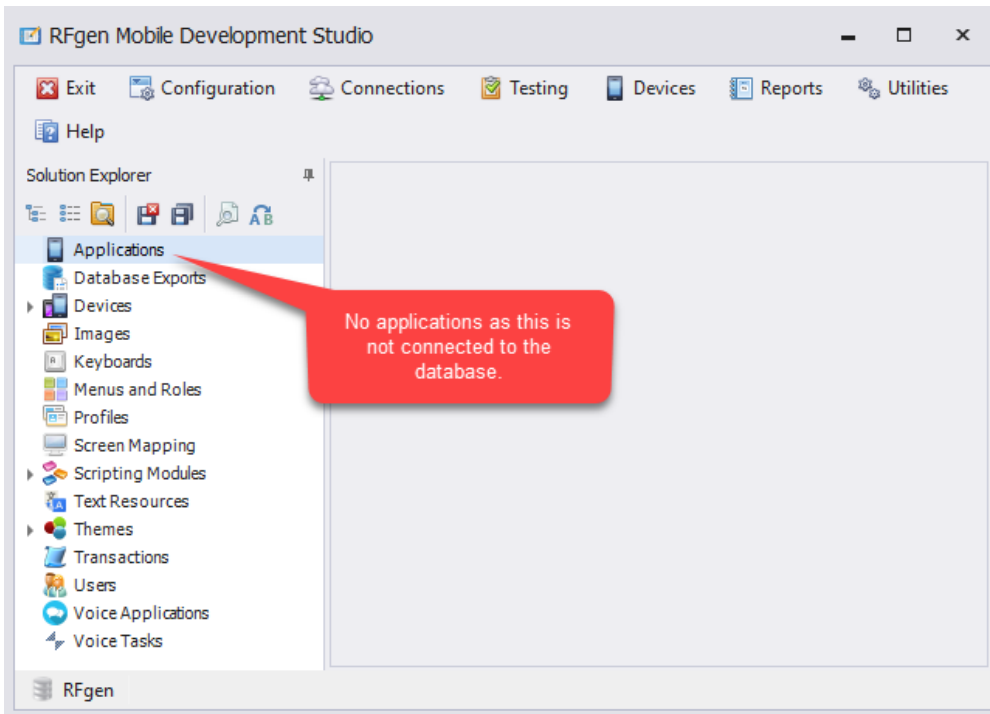 RFgen Mobile Development Studio
Exit Configuration Connections Testing Devices Reports Utilities
Help
Solution Explorer
Applications
Database Exports
Devices
Images
Keyboards
Menus and Roles
Profiles
Screen Mapping
Scripting Modules
Text Resources
Themes
Transactions
Users
Voice Applications
Voice Tasks
No applications as this is
not connected to the
database.
RFgen